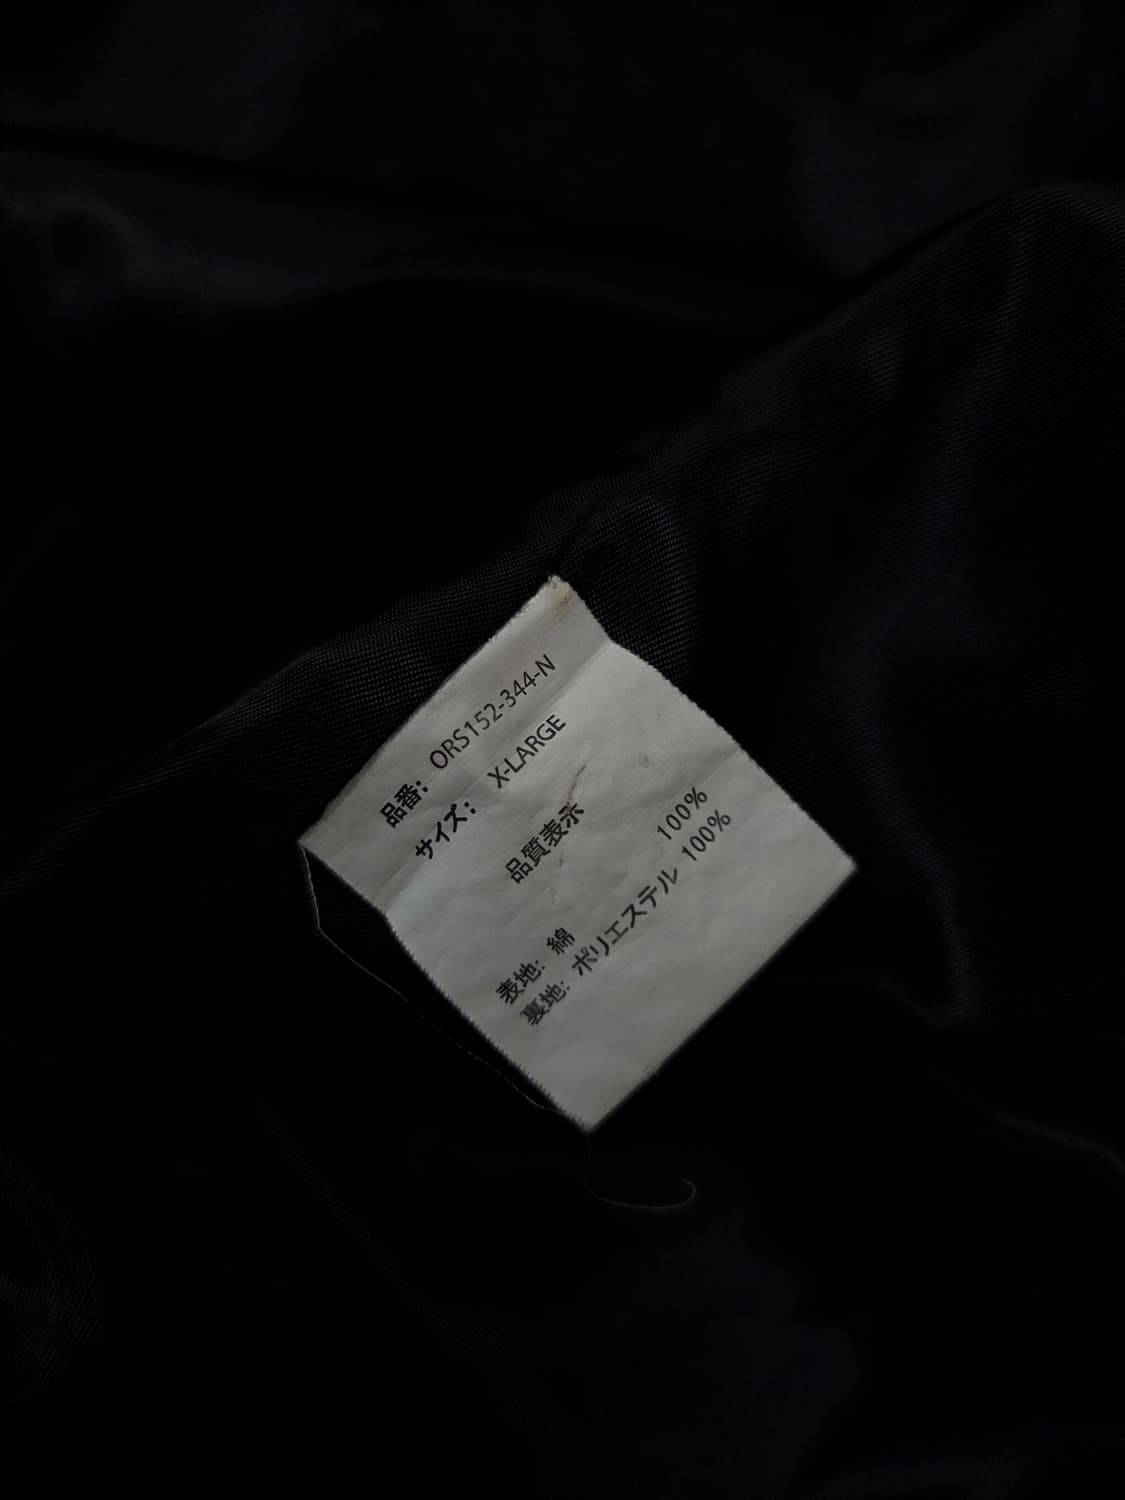 品番: ORS152-344-N
サイズ: X-LARGE
品質表示
表地: 綿 100%
裏地: ポリエステル 100%